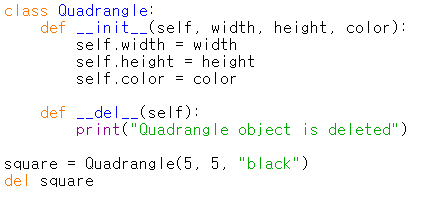 class Quadrangle:
    def __init__(self, width, height, color):
        self.width = width
        self.height = height
        self.color = color

    def __del__(self):
        print("Quadrangle object is deleted")

square = Quadrangle(5, 5, "black")
del square